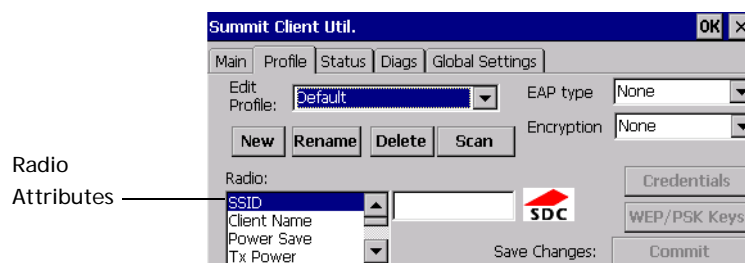 Summit Client Util.
OK ×
Main Profile Status Diags Global Settings
Edit Profile: Default
EAP type None
Encryption None
New Rename Delete Scan
Radio Attributes
Radio:
SSID
Client Name
Power Save
Tx Power
SDC
Credentials
WEP/PSK Keys
Save Changes: Commit